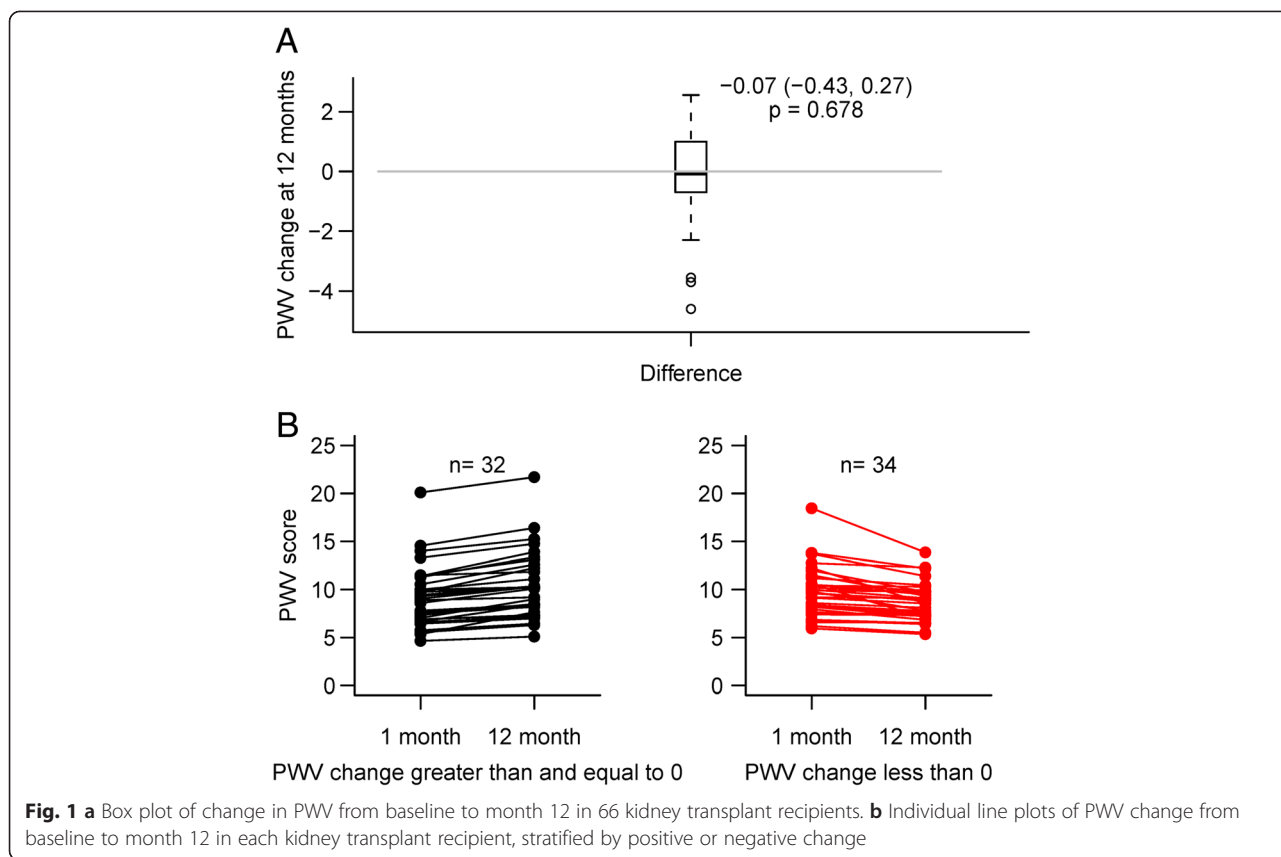 A
PWV change at 12 months
2
0
−2
−4
−0.07 (−0.43, 0.27)
p = 0.678
Difference
B
PWV score
25
20
15
10
5
0
n= 32
1 month 12 month
PWV change greater than and equal to 0
25
20
15
10
5
0
n= 34
1 month 12 month
PWV change less than 0
Fig. 1 a Box plot of change in PWV from baseline to month 12 in 66 kidney transplant recipients. b Individual line plots of PWV change from
baseline to month 12 in each kidney transplant recipient, stratified by positive or negative change